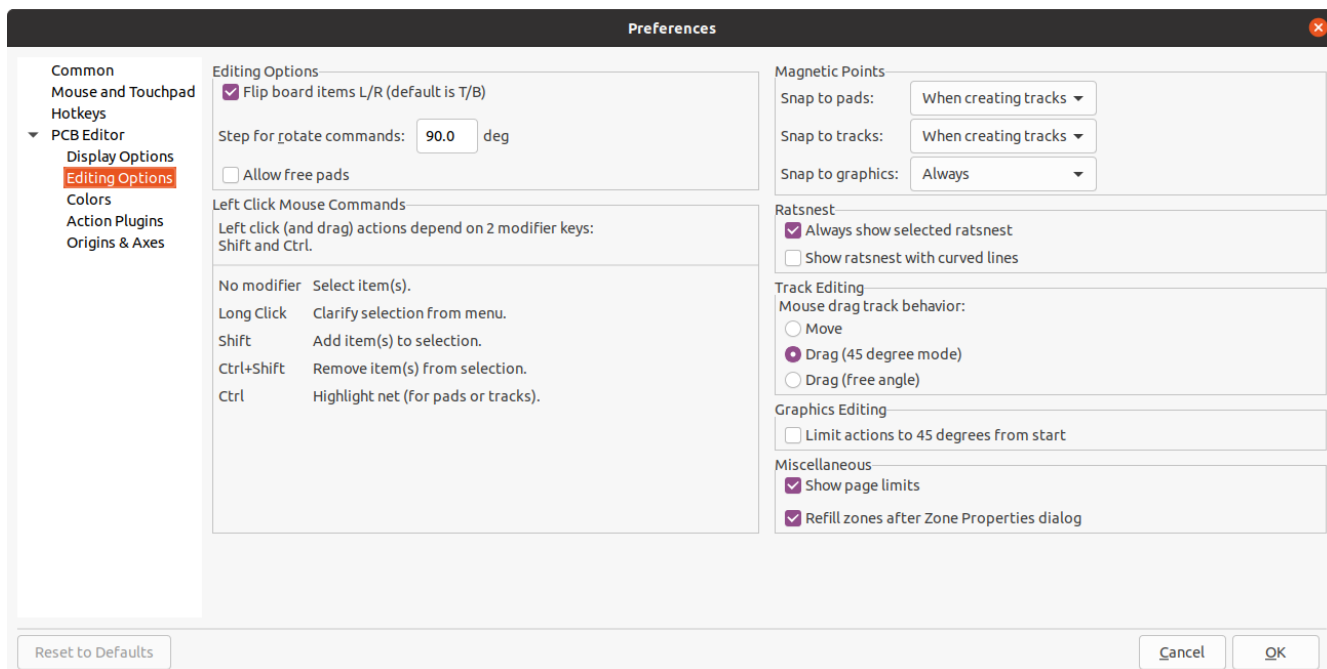 Preferences
Common
Mouse and Touchpad
Hotkeys
PCB Editor
Display Options
Editing Options
Colors
Action Plugins
Origins & Axes
Editing Options
Flip board items L/R (default is T/B)
Step for rotate commands: 90.0 deg
Allow free pads
Left Click Mouse Commands
Left click (and drag) actions depend on 2 modifier keys:
Shift and Ctrl.
No modifier Select item(s).
Long Click Clarify selection from menu.
Shift Add item(s) to selection.
Ctrl+Shift Remove item(s) from selection.
Ctrl Highlight net (for pads or tracks).
Magnetic Points
Snap to pads: When creating tracks
Snap to tracks: When creating tracks
Snap to graphics: Always
Ratsnest
Always show selected ratsnest
Show ratsnest with curved lines
Track Editing
Mouse drag track behavior:
Move
Drag (45 degree mode)
Drag (free angle)
Graphics Editing
Limit actions to 45 degrees from start
Miscellaneous
Show page limits
Refill zones after Zone Properties dialog
Reset to Defaults
Cancel
OK